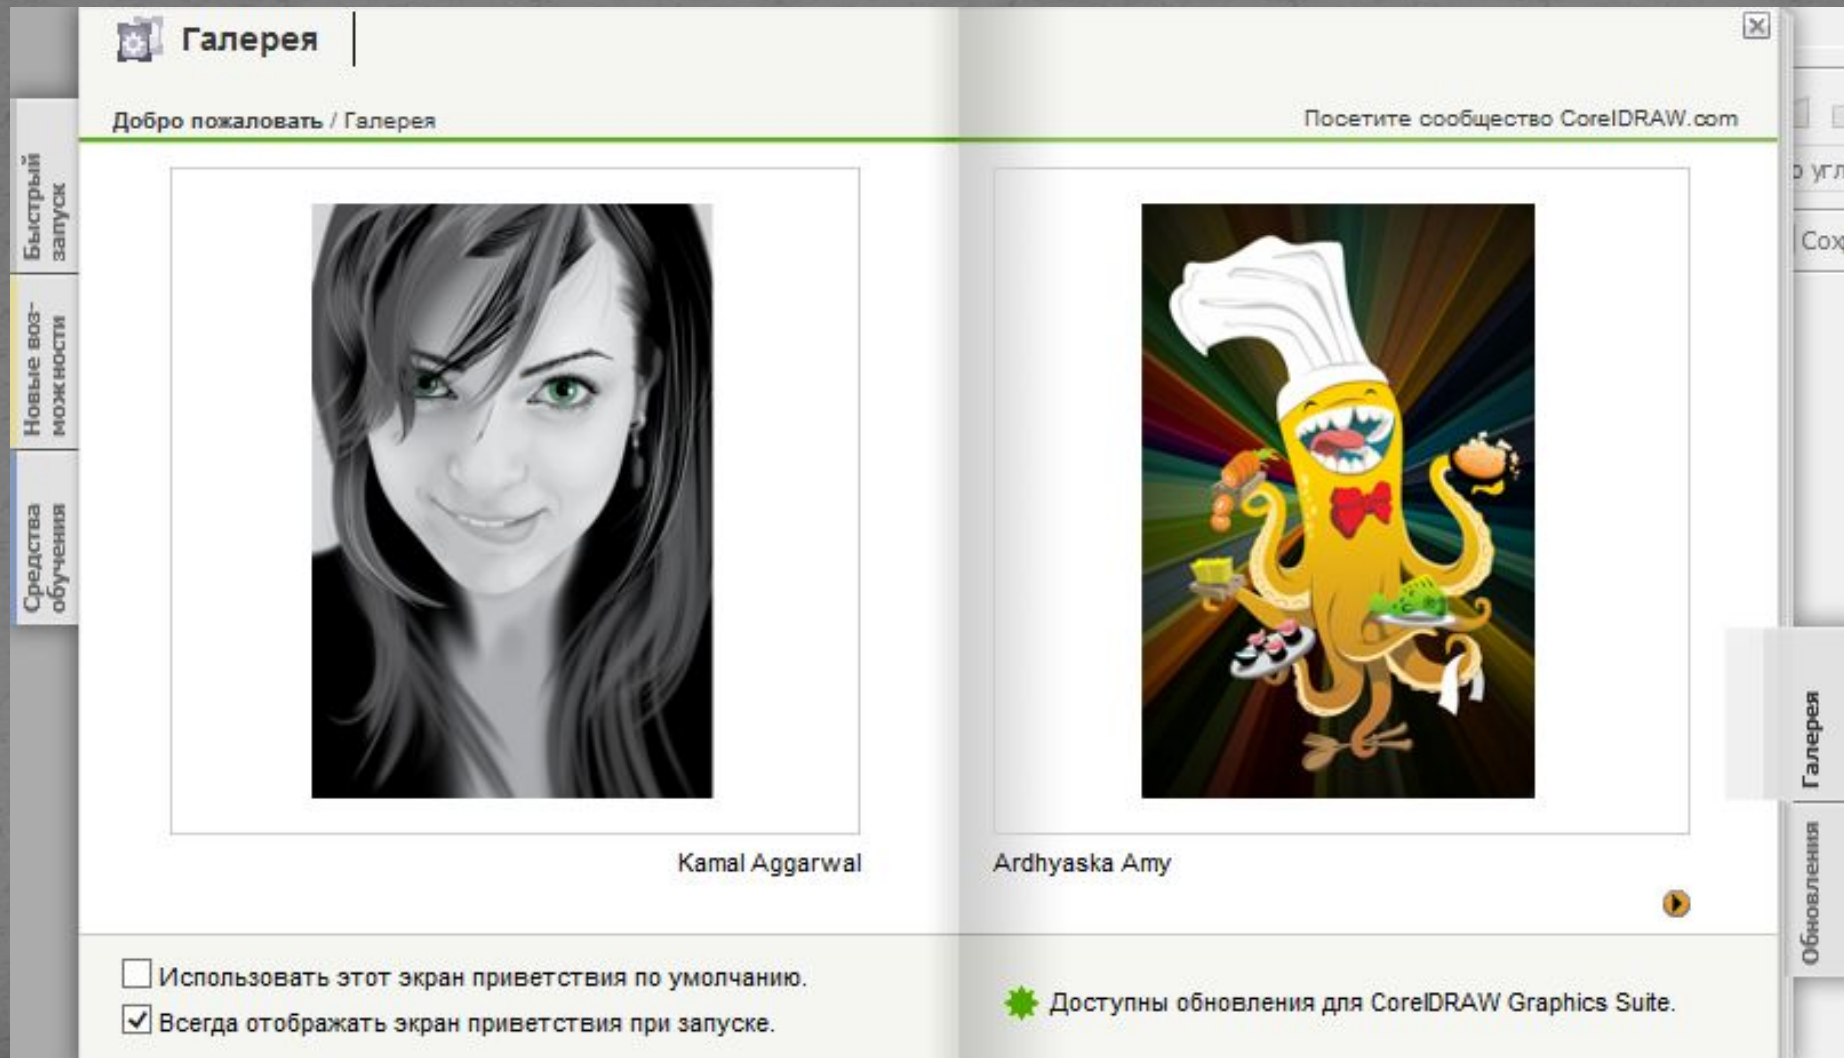 Галерея
Добро пожаловать / Галерея
Посетите сообщество CorelDRAW.com
Быстрый
запуск
Новые воз-
можности
Средства
обучения
Kamal Aggarwal
Ardhyaska Amy
Использовать этот экран приветствия по умолчанию.
Всегда отображать экран приветствия при запуске.
Доступны обновления для CorelDRAW Graphics Suite.
Галерея
Обновления